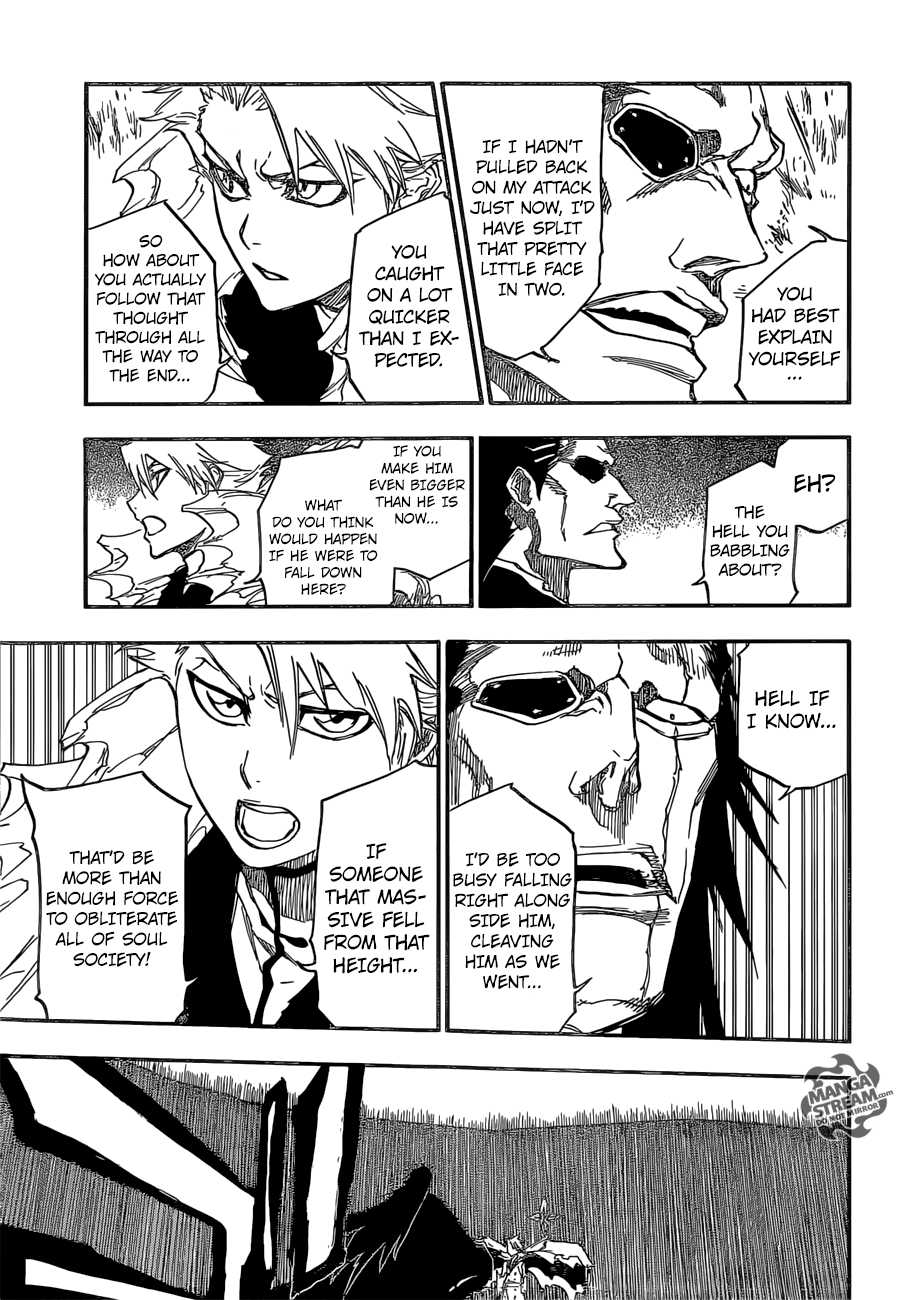 YOU
HAD BEST
EXPLAIN
YOURSELF
...
IF I HADN'T
PULLED BACK
ON MY ATTACK
JUST NOW, I'D
HAVE SPLIT
THAT PRETTY
LITTLE FACE
IN TWO.
YOU
CAUGHT
ON A LOT
QUICKER
THAN I EX-
PECTED.
SO
HOW ABOUT
YOU ACTUALLY
FOLLOW THAT
THOUGHT
THROUGH ALL
THE WAY TO
THE END...
EH?
THE
HELL YOU
BABBLING
ABOUT?
IF YOU
MAKE HIM
EVEN BIGGER
THAN HE IS
NOW...
WHAT
DO YOU THINK
WOULD HAPPEN
IF HE WERE TO
FALL DOWN
HERE?
HELL IF
I KNOW...
I'D BE TOO
BUSY FALLING
RIGHT ALONG
SIDE HIM,
CLEAVING
HIM AS WE
WENT...
IF
SOMEONE
THAT MAS-
SIVE FELL
FROM THAT
HEIGHT...
THAT'D BE
MORE THAN
ENOUGH FORCE
TO OBLITERATE
ALL OF SOUL
SOCIETY!
MANGA
STREAM.com
DO NOT MIRROR